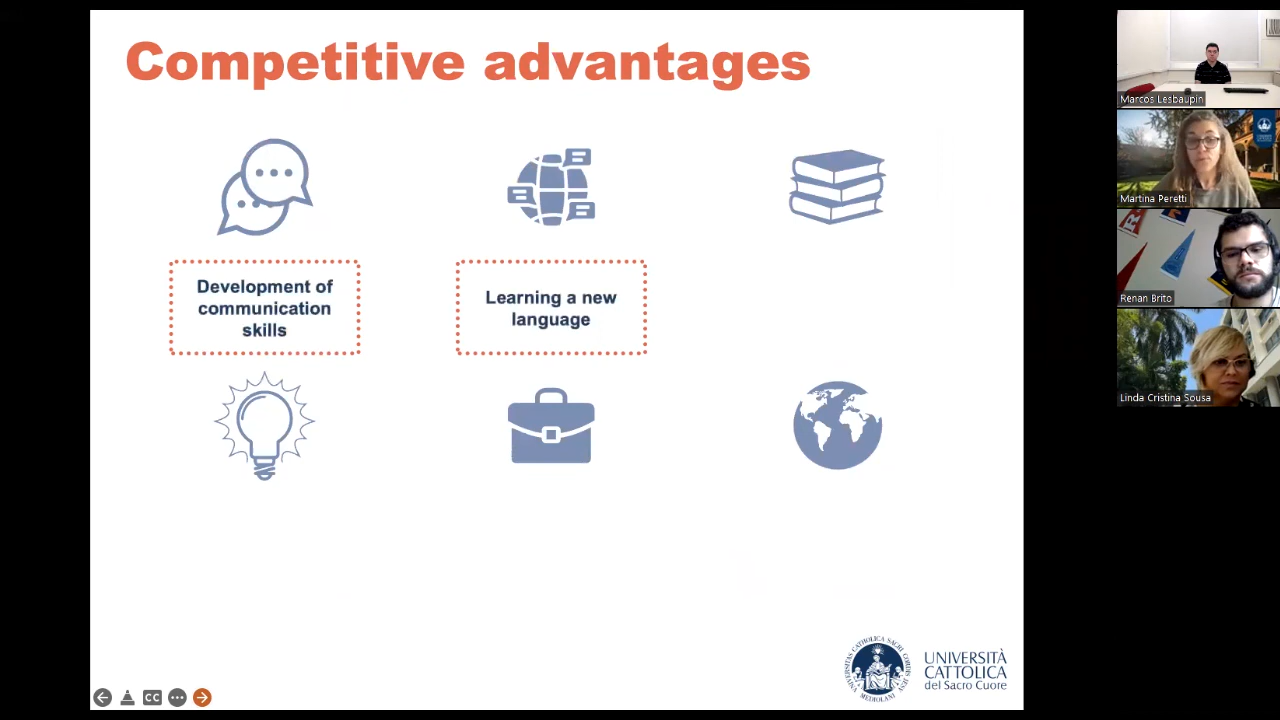 Competitive advantages
Development of
communication
skills
Learning a new
language
UNIVERSITÀ
CATTOLICA
del Sacro Cuore
CC
Marcos Lesbaupin
Martina Peretti
Renan Brito
Linda Cristina Sousa